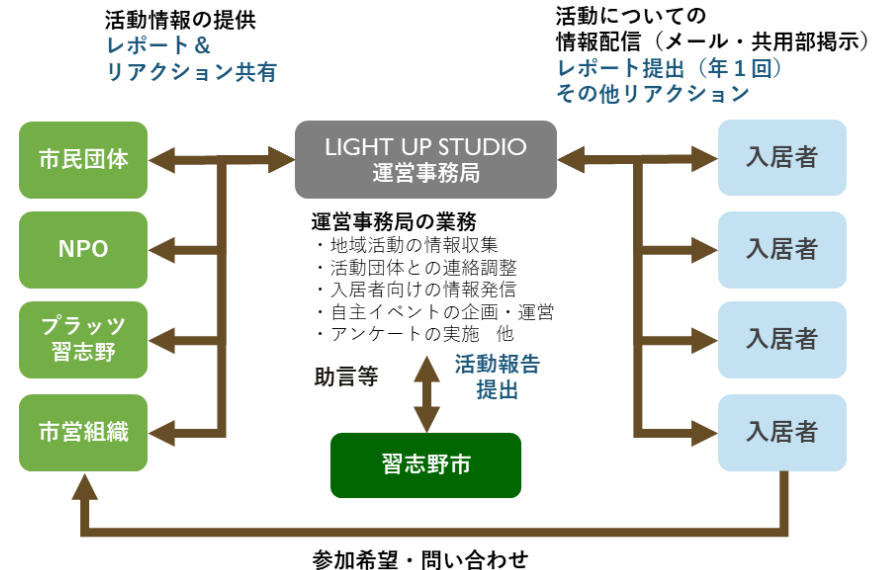 活動情報の提供
レポート＆
リアクション共有
活動についての
情報配信（メール・共用部掲示）
レポート提出（年１回）
その他リアクション
市民団体
NPO
プラッツ
習志野
市営組織
LIGHT UP STUDIO
運営事務局
運営事務局の業務
・地域活動の情報収集
・活動団体との連絡調整
・入居者向けの情報発信
・自主イベントの企画・運営
・アンケートの実施　他
助言等
活動報告
提出
習志野市
入居者
入居者
入居者
入居者
参加希望・問い合わせ